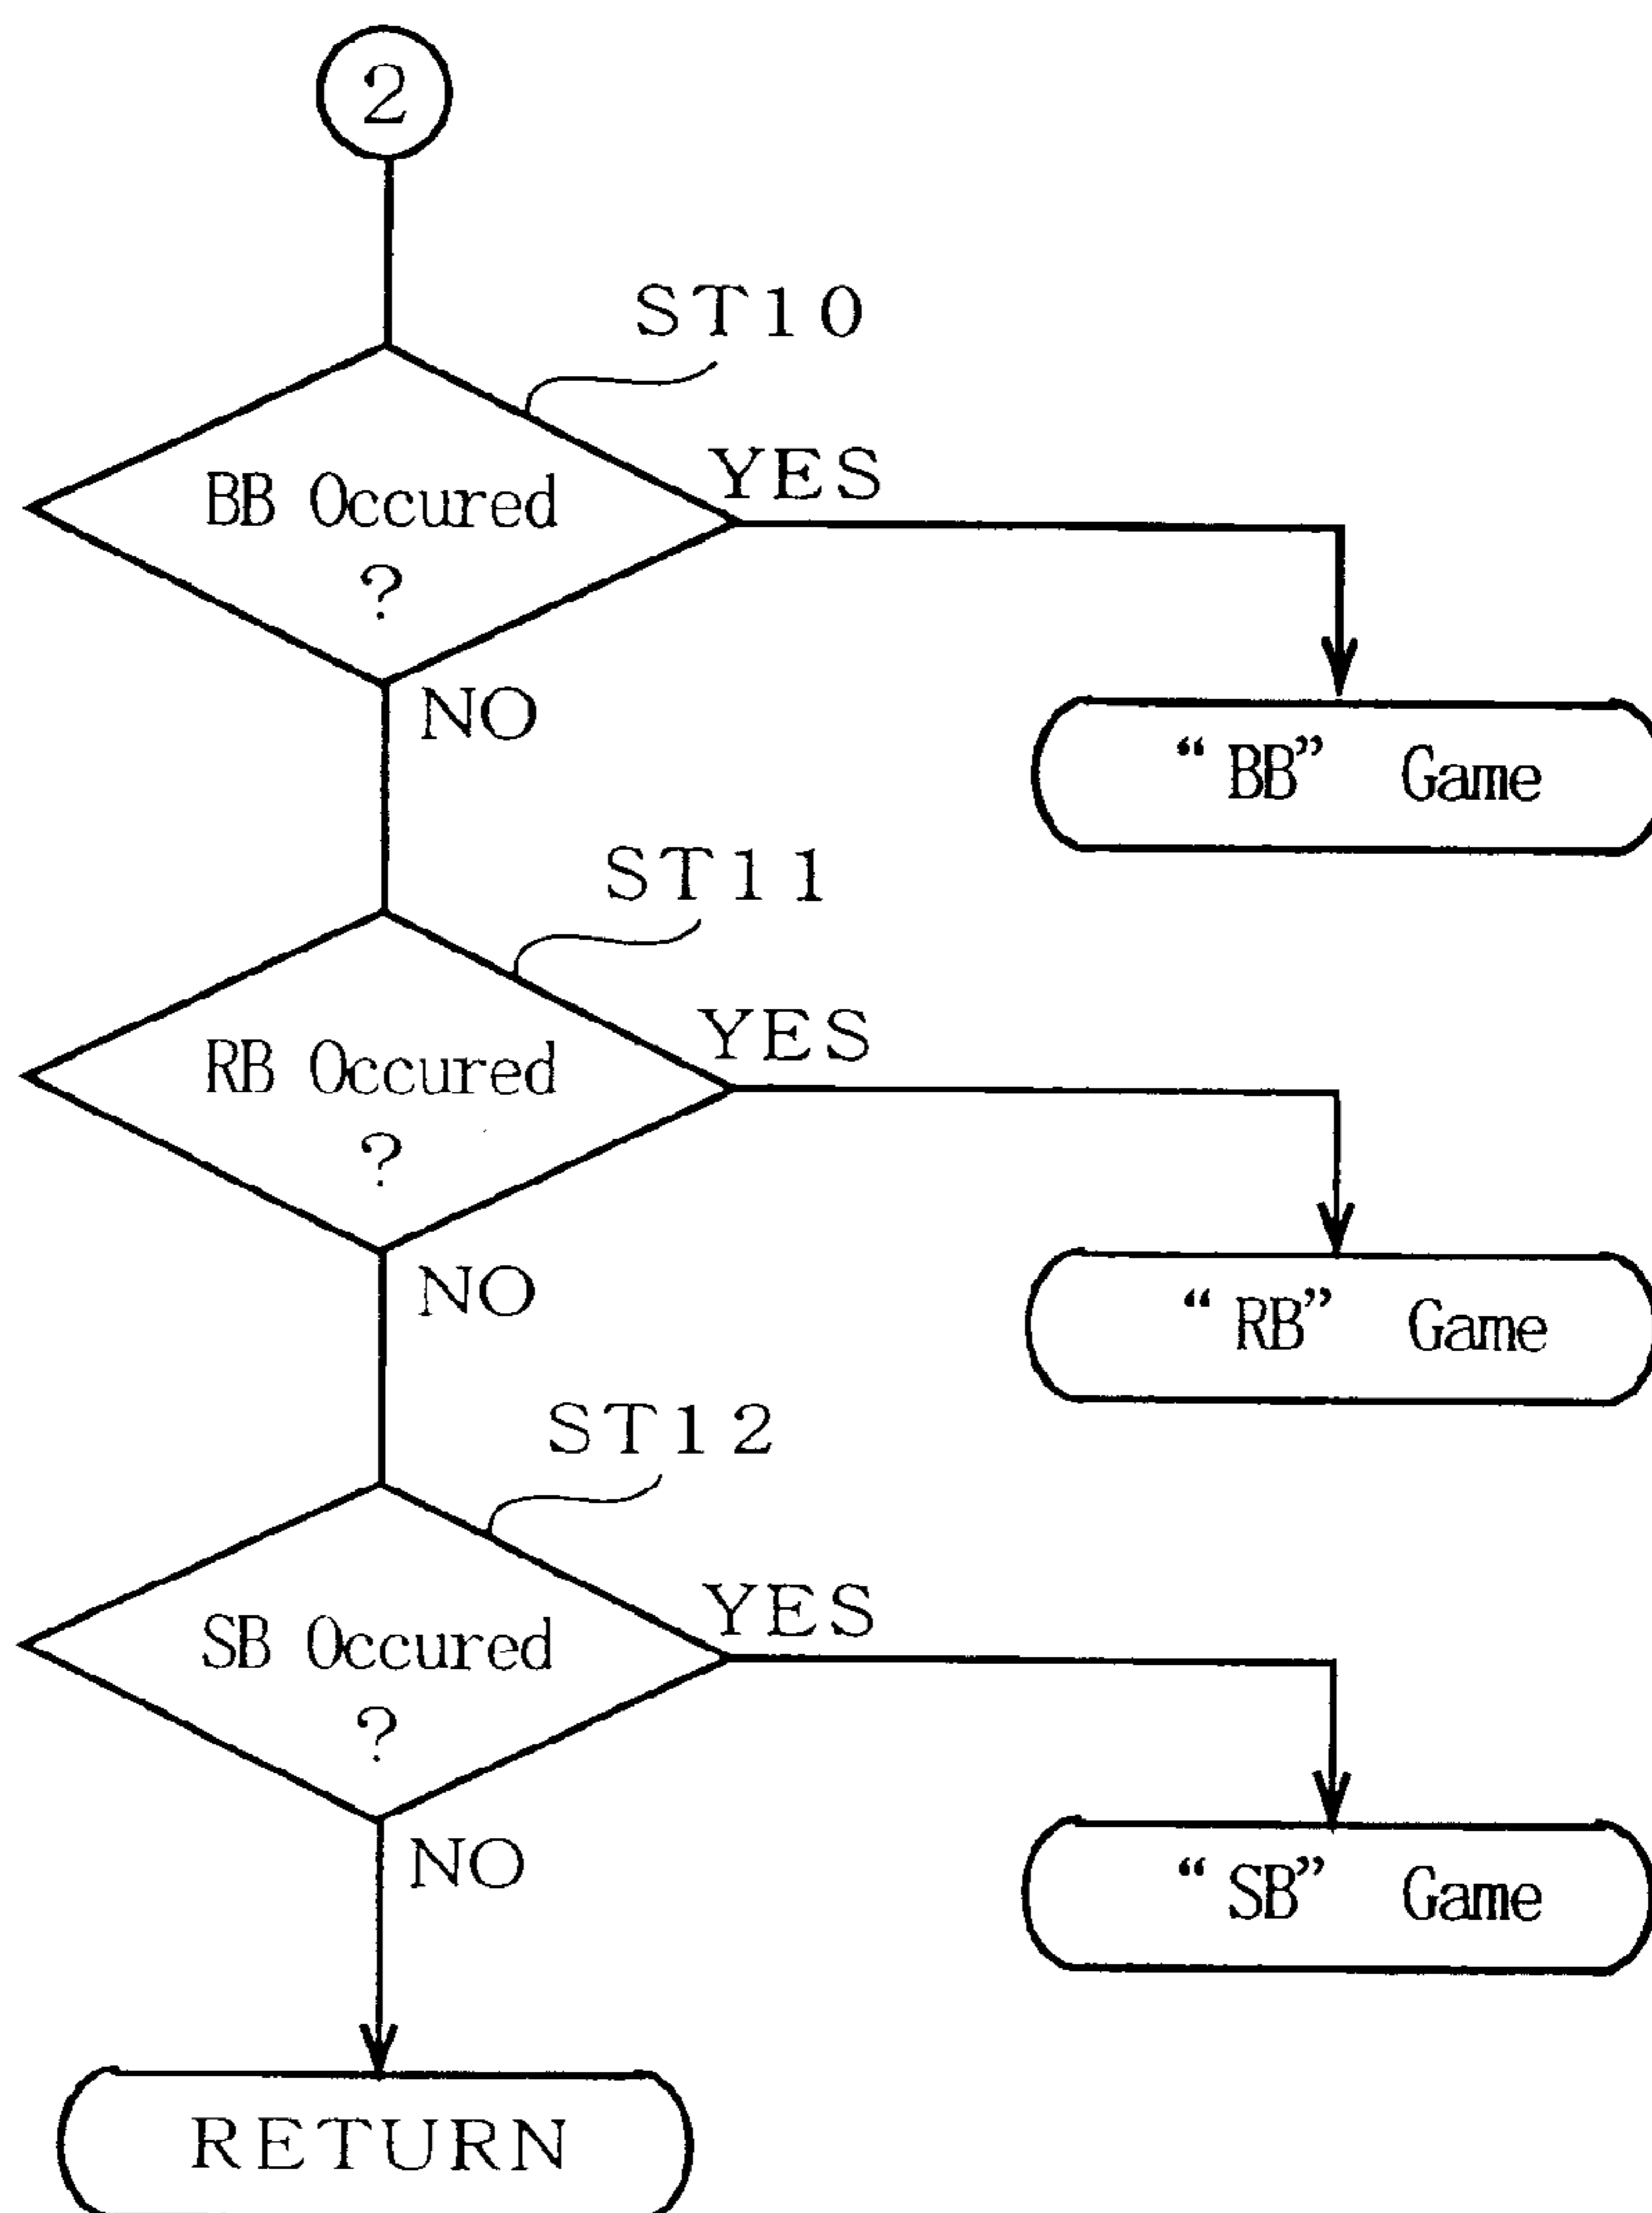 2
ST10
BB Occured
?
YES
NO
“BB” Game
ST11
RB Occured
?
YES
NO
“RB” Game
ST12
SB Occured
?
YES
NO
“SB” Game
RETURN